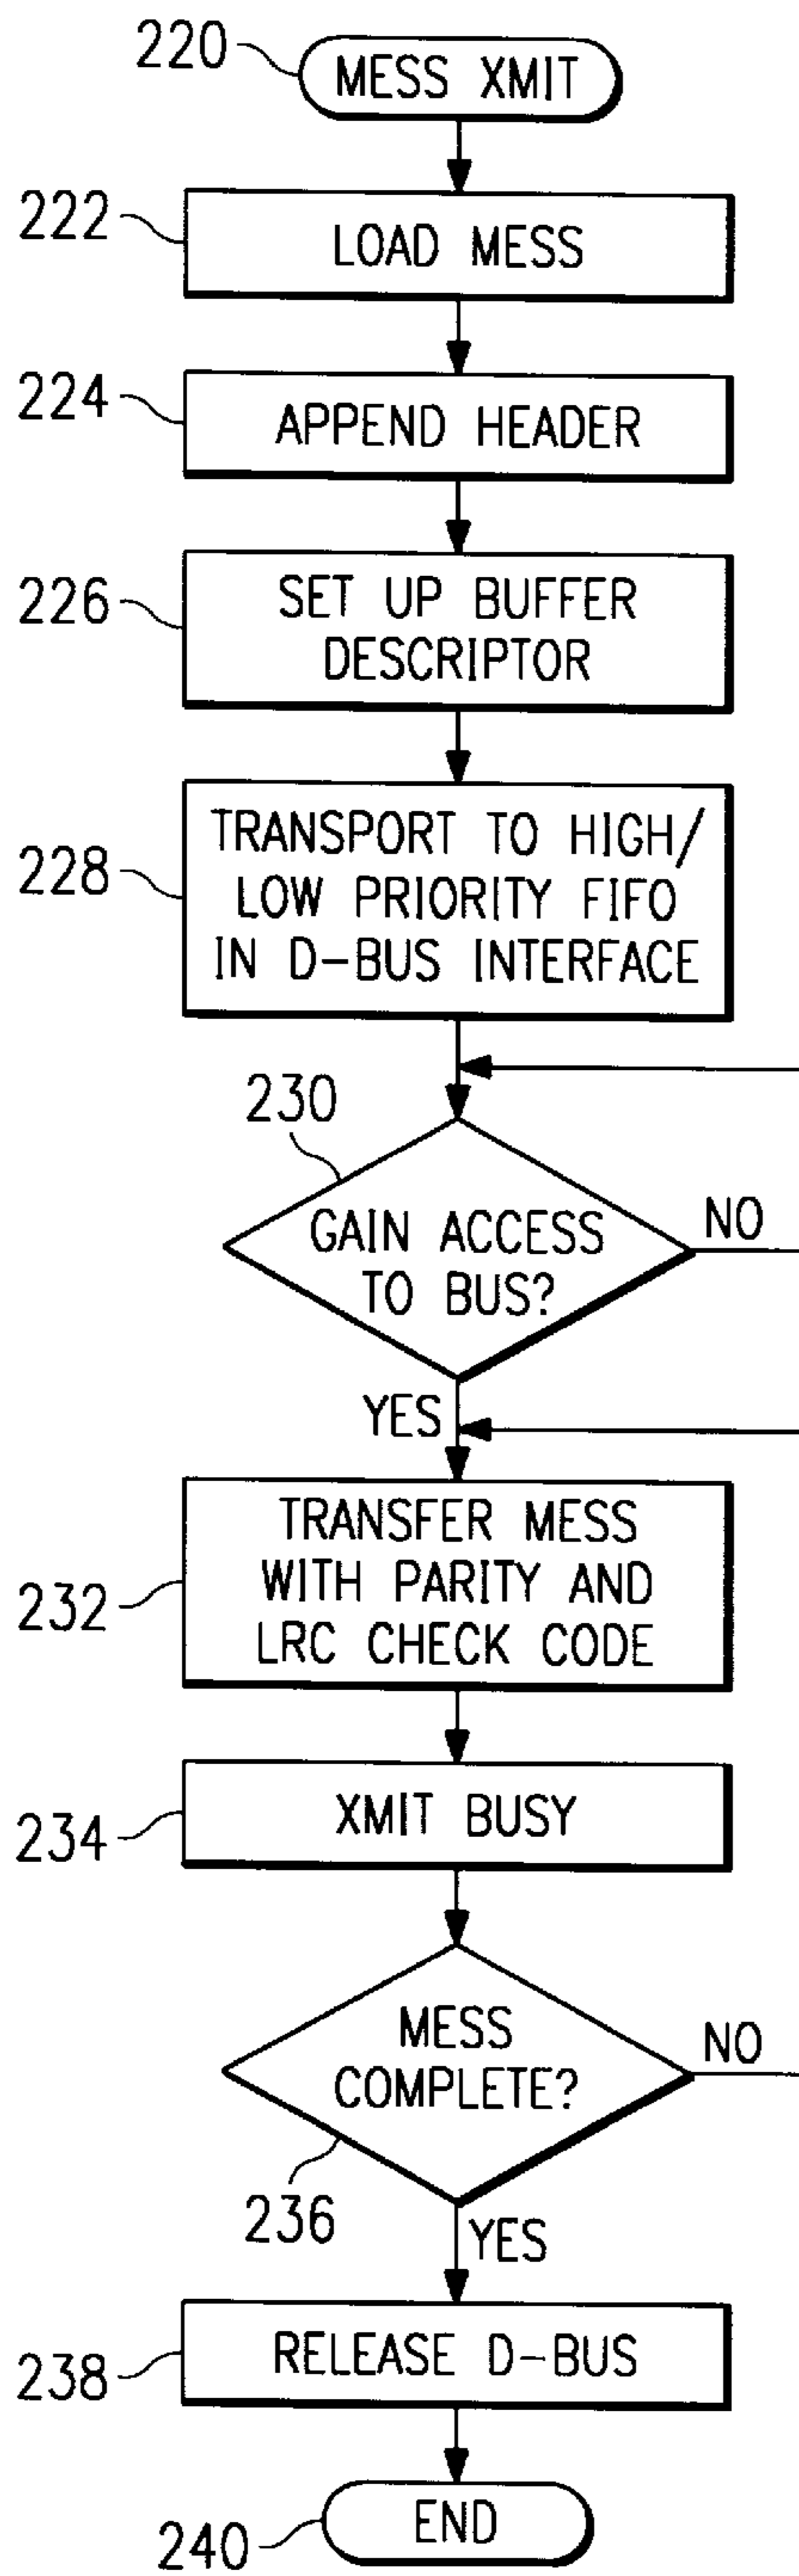 220
MESS XMIT
222
LOAD MESS
224
APPEND HEADER
226
SET UP BUFFER
DESCRIPTOR
228
TRANSPORT TO HIGH/
LOW PRIORITY FIFO
IN D-BUS INTERFACE
230
GAIN ACCESS
TO BUS?
NO
YES
232
TRANSFER MESS
WITH PARITY AND
LRC CHECK CODE
234
XMIT BUSY
236
MESS
COMPLETE?
NO
YES
238
RELEASE D-BUS
240
END